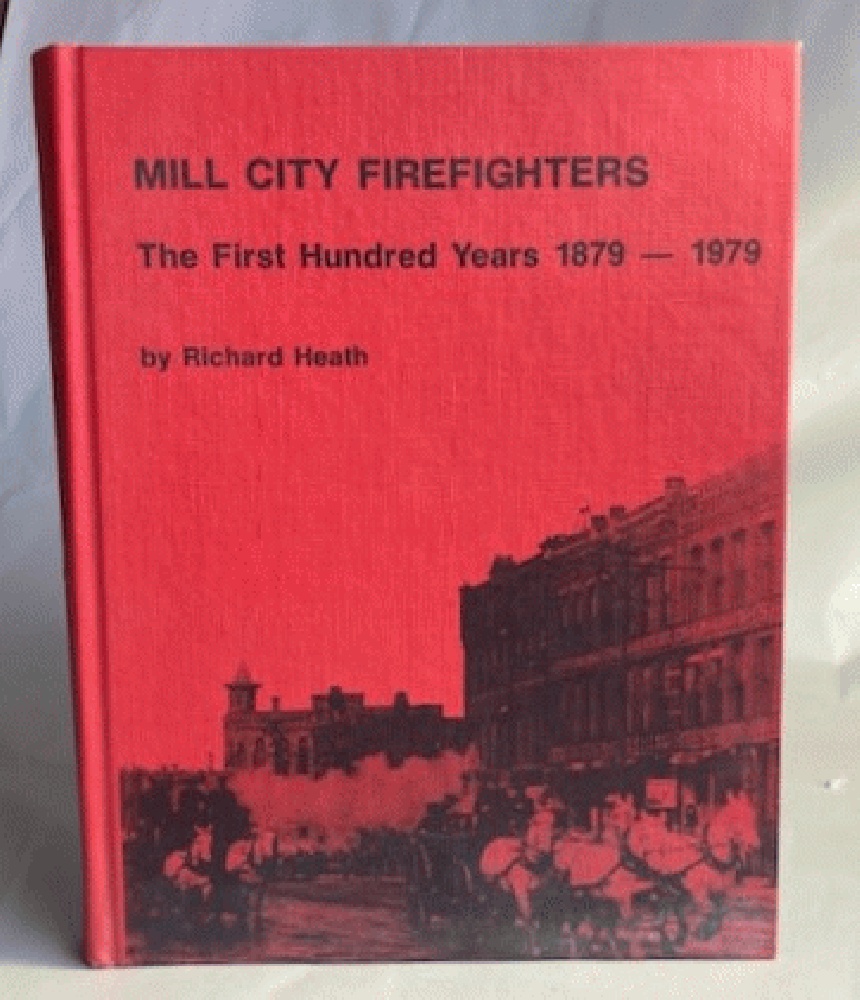 MILL CITY FIREFIGHTERS
The First Hundred Years 1879 — 1979
by Richard Heath